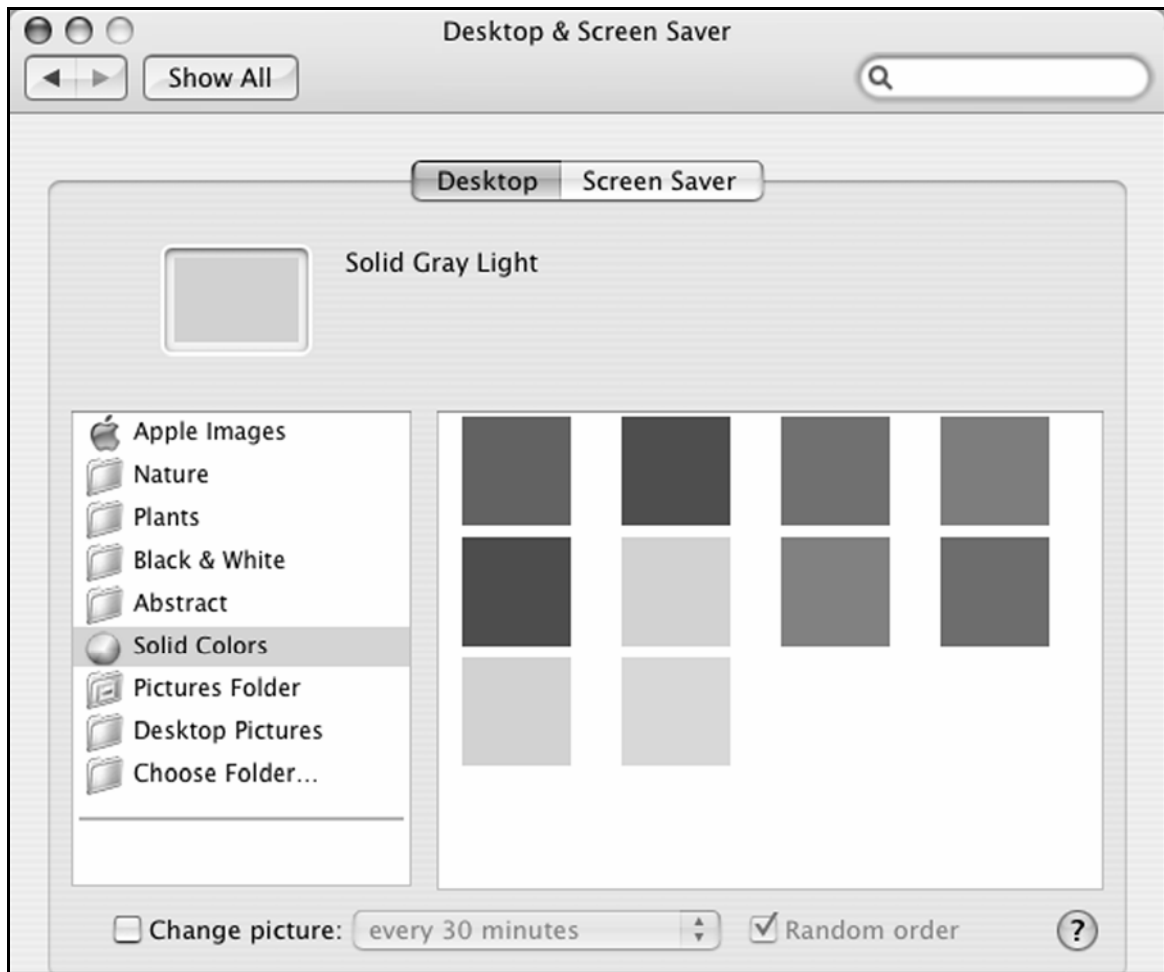 Desktop & Screen Saver
Show All
Desktop Screen Saver
Solid Gray Light
Apple Images
Nature
Plants
Black & White
Abstract
Solid Colors
Pictures Folder
Desktop Pictures
Choose Folder...
Change picture: every 30 minutes Random order ?